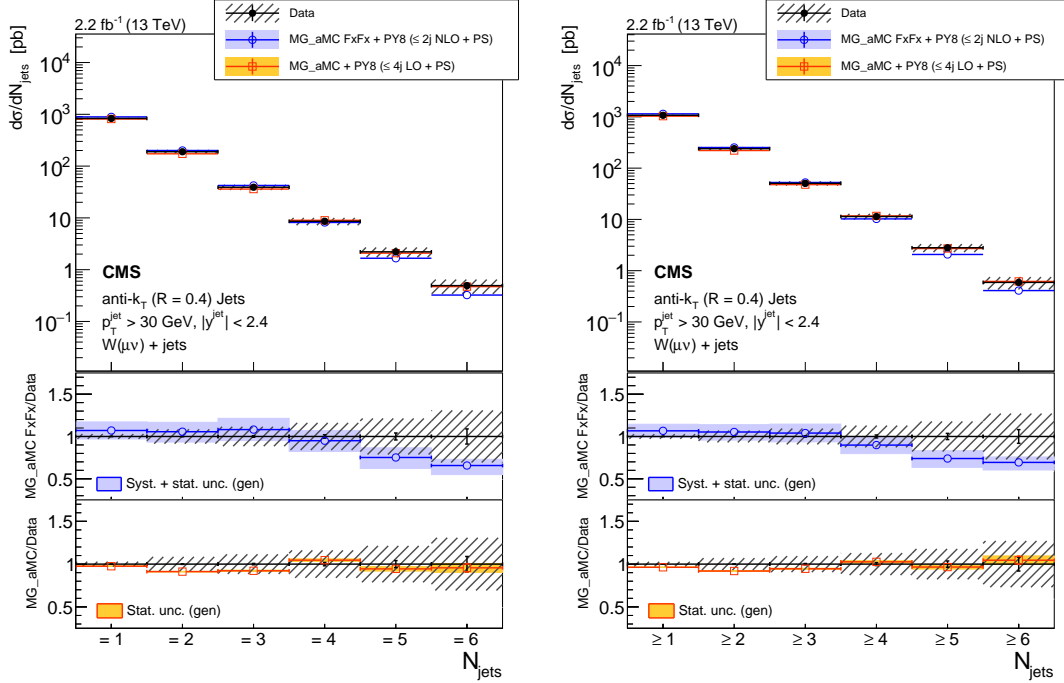 2.2 fb⁻¹ (13 TeV)
Data
MG_aMC FxFx + PY8 (≤ 2j NLO + PS)
MG_aMC + PY8 (≤ 4j LO + PS)
dσ/dN_jets [pb]
10⁴
10³
10²
10
1
10⁻¹
CMS
anti-k_T (R = 0.4) Jets
p_T^jet > 30 GeV, |y^jet| < 2.4
W(μν) + jets
MG_aMC FxFx/Data
1.5
1
0.5
Syst. + stat. unc. (gen)
MG_aMC/Data
1.5
1
0.5
Stat. unc. (gen)
= 1 = 2 = 3 = 4 = 5 = 6
N_jets
2.2 fb⁻¹ (13 TeV)
Data
MG_aMC FxFx + PY8 (≤ 2j NLO + PS)
MG_aMC + PY8 (≤ 4j LO + PS)
dσ/dN_jets [pb]
10⁴
10³
10²
10
1
10⁻¹
CMS
anti-k_T (R = 0.4) Jets
p_T^jet > 30 GeV, |y^jet| < 2.4
W(μν) + jets
MG_aMC FxFx/Data
1.5
1
0.5
Syst. + stat. unc. (gen)
MG_aMC/Data
1.5
1
0.5
Stat. unc. (gen)
≥ 1 ≥ 2 ≥ 3 ≥ 4 ≥ 5 ≥ 6
N_jets